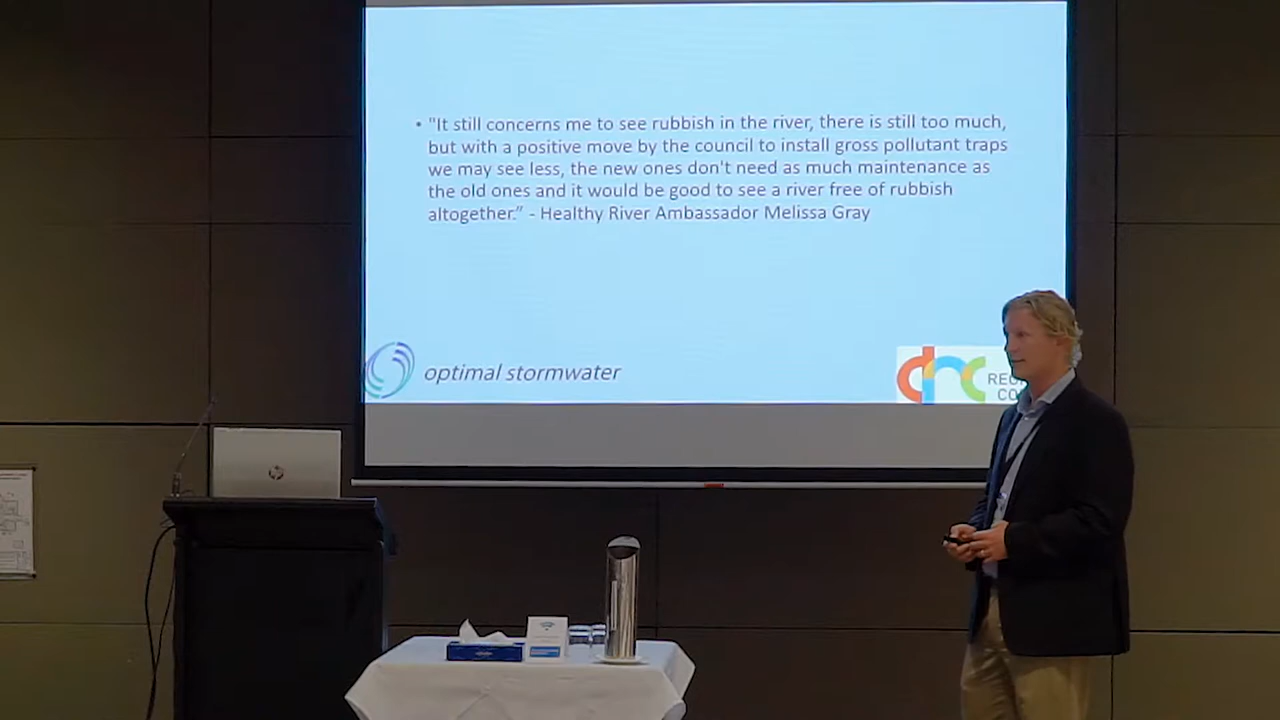 • "It still concerns me to see rubbish in the river, there is still too much,
but with a positive move by the council to install gross pollutant traps
we may see less, the new ones don't need as much maintenance as
the old ones and it would be good to see a river free of rubbish
altogether." - Healthy River Ambassador Melissa Gray
optimal stormwater
drc
hp